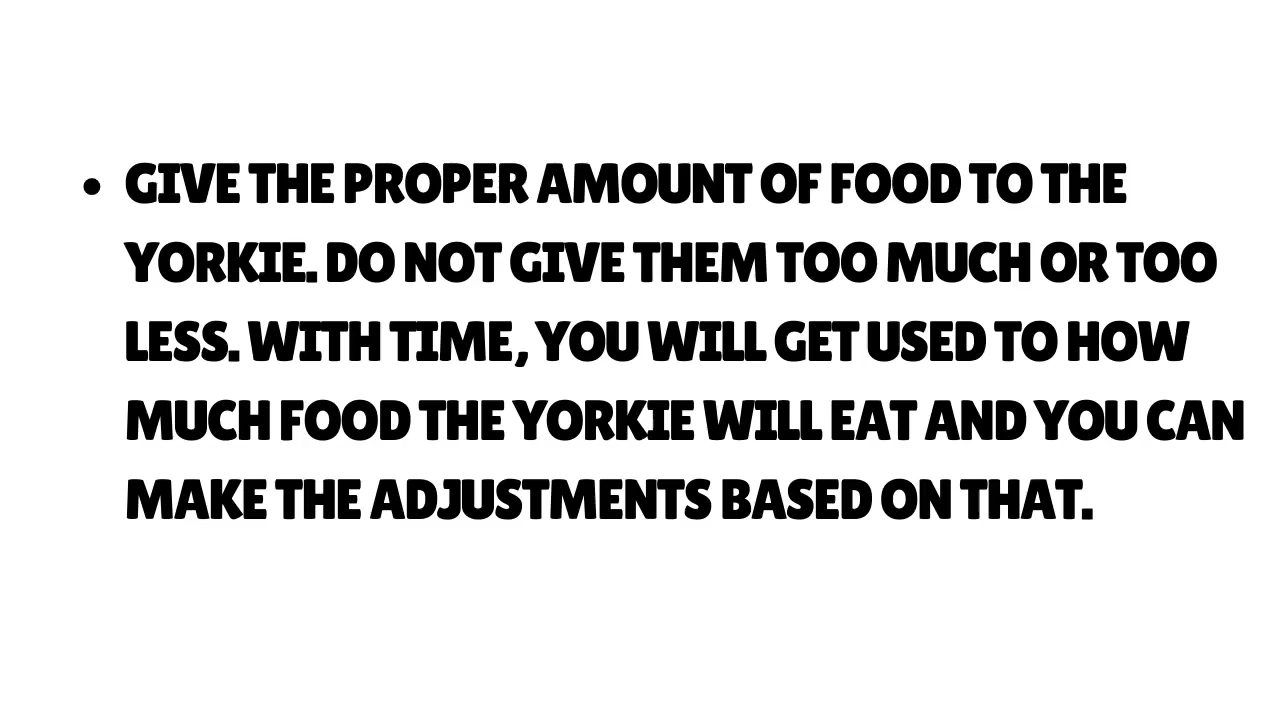 • GIVE THE PROPER AMOUNT OF FOOD TO THE
YORKIE. DO NOT GIVE THEM TOO MUCH OR TOO
LESS. WITH TIME, YOU WILL GET USED TO HOW
MUCH FOOD THE YORKIE WILL EAT AND YOU CAN
MAKE THE ADJUSTMENTS BASED ON THAT.